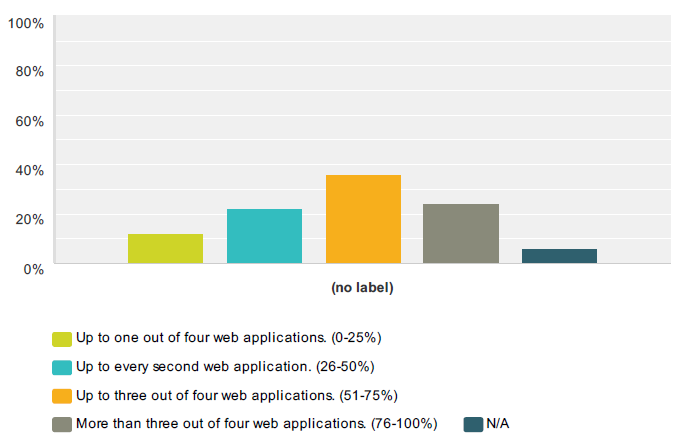 100%
80%
60%
40%
20%
0%
(no label)
Up to one out of four web applications. (0-25%)
Up to every second web application. (26-50%)
Up to three out of four web applications. (51-75%)
More than three out of four web applications. (76-100%) N/A